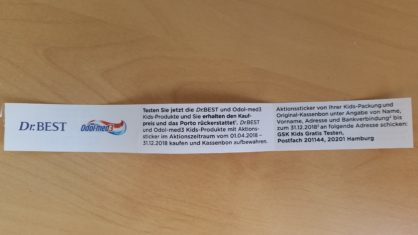 Dr.BEST
Odol-med3
Testen Sie jetzt die Dr.BEST und Odol-med3
Kids-Produkte und Sie erhalten den Kauf-
preis und das Porto rückerstattet¹. Dr.BEST
und Odol-med3 Kids-Produkte mit Aktions-
sticker im Aktionszeitraum vom 01.04.2018 –
31.12.2018 kaufen und Kassenbon aufbewahren.
Aktionssticker von Ihrer Kids-Packung und
Original-Kassenbon unter Angabe von Name,
Vorname, Adresse und Bankverbindung² bis
zum 31.12.2018³ an folgende Adresse schicken:
GSK Kids Gratis Testen,
Postfach 201144, 20201 Hamburg